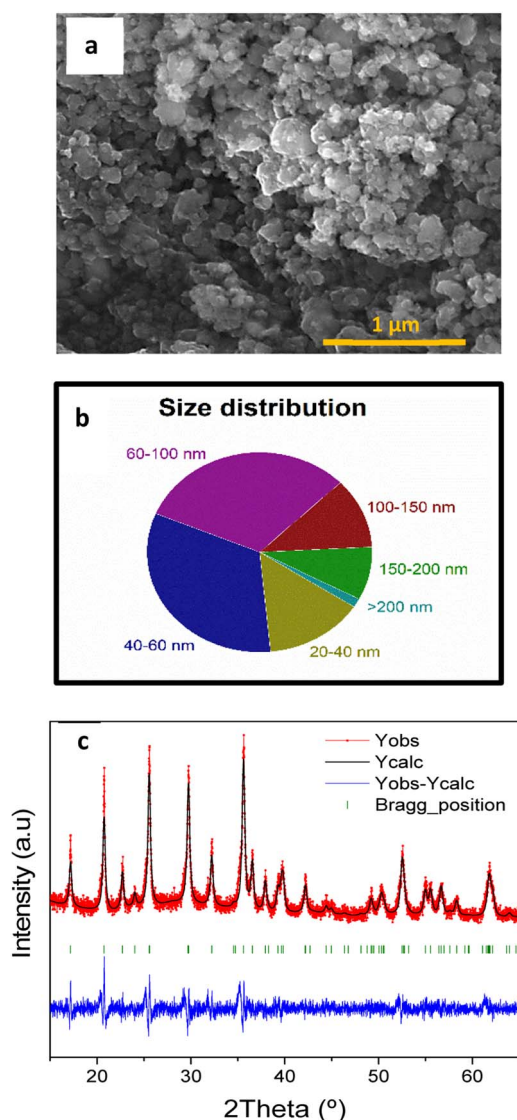 a
1 µm
b
Size distribution
60-100 nm
100-150 nm
150-200 nm
>200 nm
40-60 nm
20-40 nm
c
Yobs
Ycalc
Yobs-Ycalc
Bragg_position
Intensity (a.u)
20 30 40 50 60
2Theta (º)